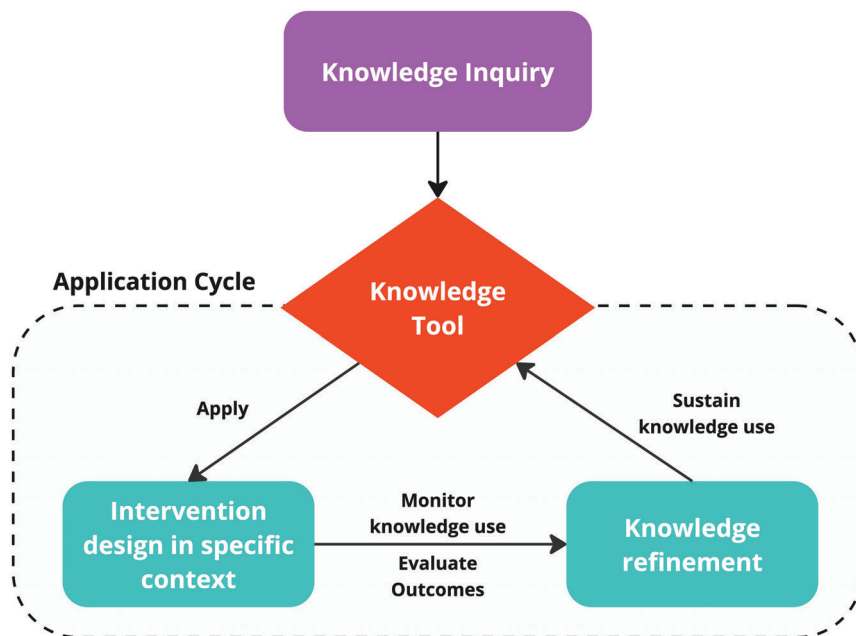 Knowledge Inquiry
Application Cycle
Knowledge
Tool
Apply
Sustain
knowledge use
Intervention
design in specific
context
Monitor
knowledge use
Evaluate
Outcomes
Knowledge
refinement